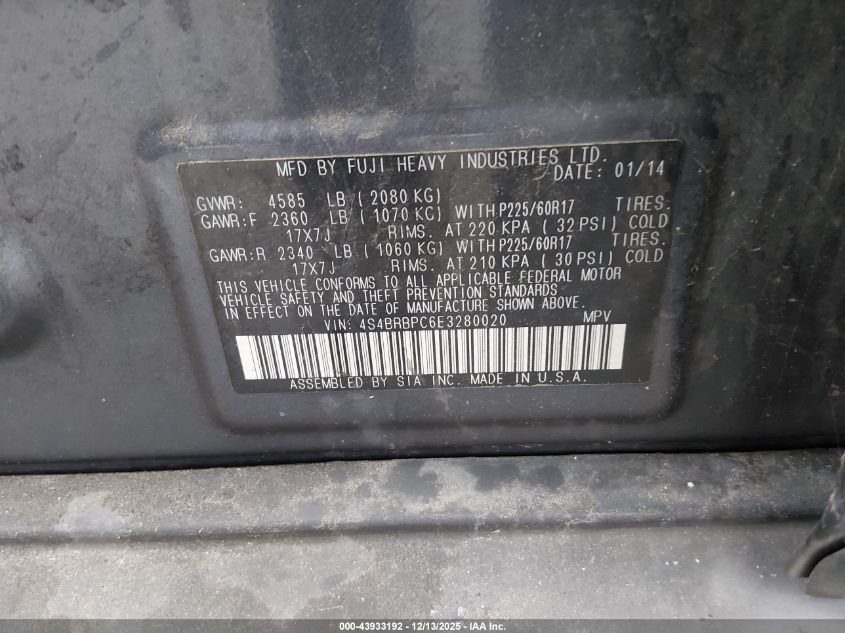 MFD BY FUJI HEAVY INDUSTRIES LTD.
DATE: 01/14
GVWR: 4585 LB ( 2080 KG)
GAWR:F 2360 LB ( 1070 KG) WITH P225/60R17 TIRES.
17X7J RIMS. AT 220 KPA ( 32 PSI) COLD
GAWR:R 2340 LB ( 1060 KG) WITH P225/60R17 TIRES.
17X7J RIMS. AT 210 KPA ( 30 PSI) COLD
THIS VEHICLE CONFORMS TO ALL APPLICABLE FEDERAL MOTOR
VEHICLE SAFETY AND THEFT PREVENTION STANDARDS
IN EFFECT ON THE DATE OF MANUFACTURE SHOWN ABOVE.
VIN: 4S4BRBPC6E3280020 MPV
ASSEMBLED BY SIA INC. MADE IN U.S.A.
000-43933192 - 12/13/2025 - IAA Inc.